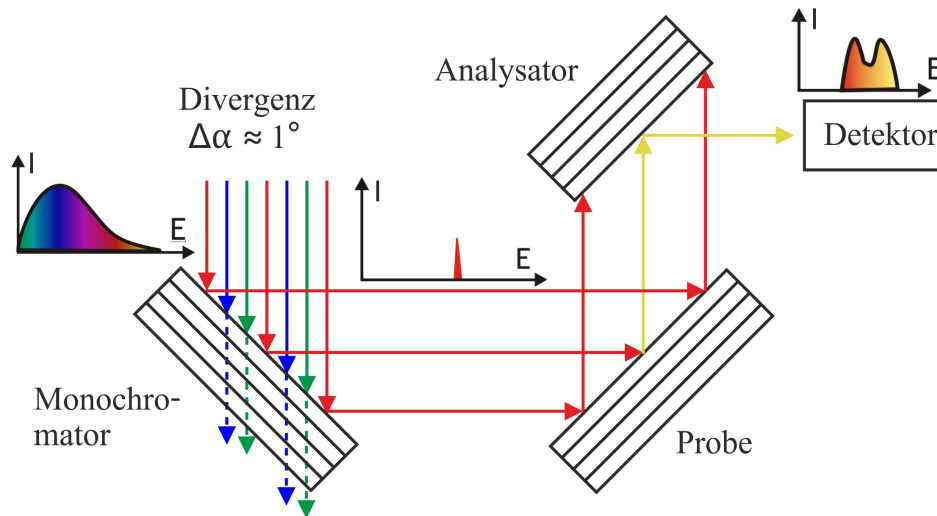 I
E
Analysator
Divergenz
Δα ≈ 1°
Detektor
I
E
I
E
Monochro-
mator
Probe